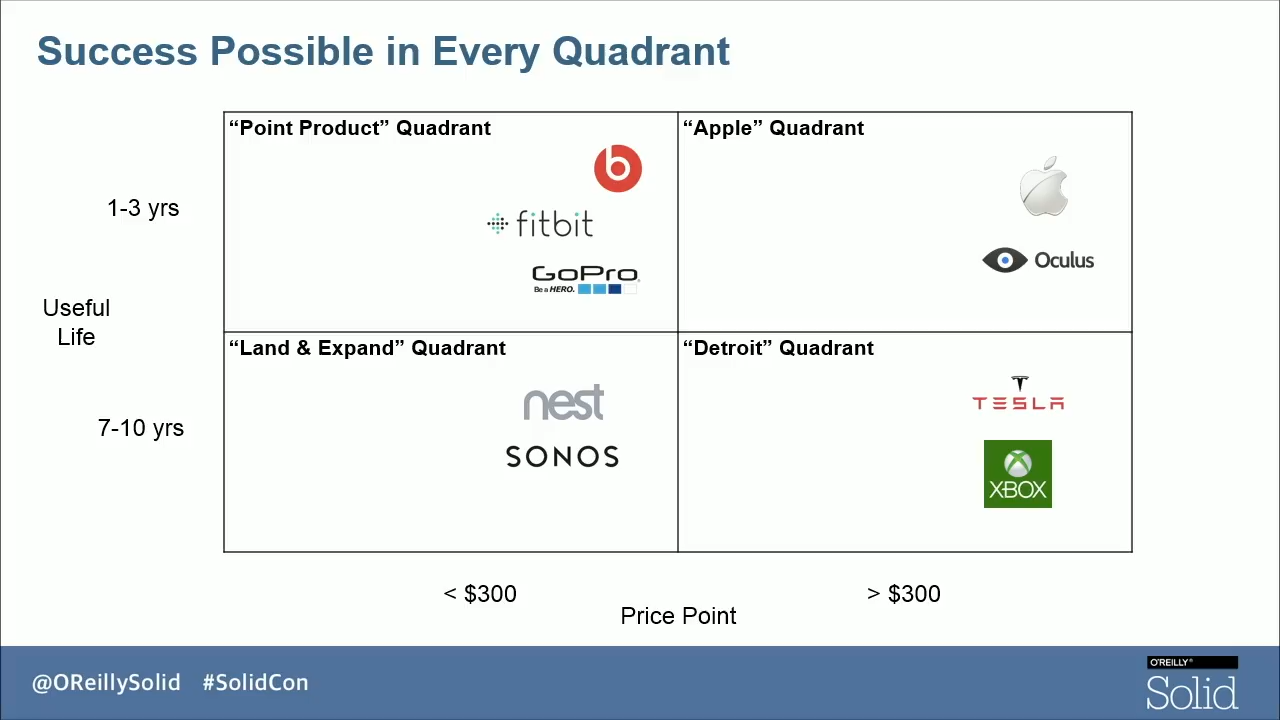 Success Possible in Every Quadrant
“Point Product” Quadrant
“Apple” Quadrant
b
fitbit
GoPro
Be a HERO.
Oculus
1-3 yrs
Useful
Life
“Land & Expand” Quadrant
“Detroit” Quadrant
nest
SONOS
TESLA
XBOX
7-10 yrs
< $300
> $300
Price Point
@OReillySolid #SolidCon
O'REILLY®
Solid